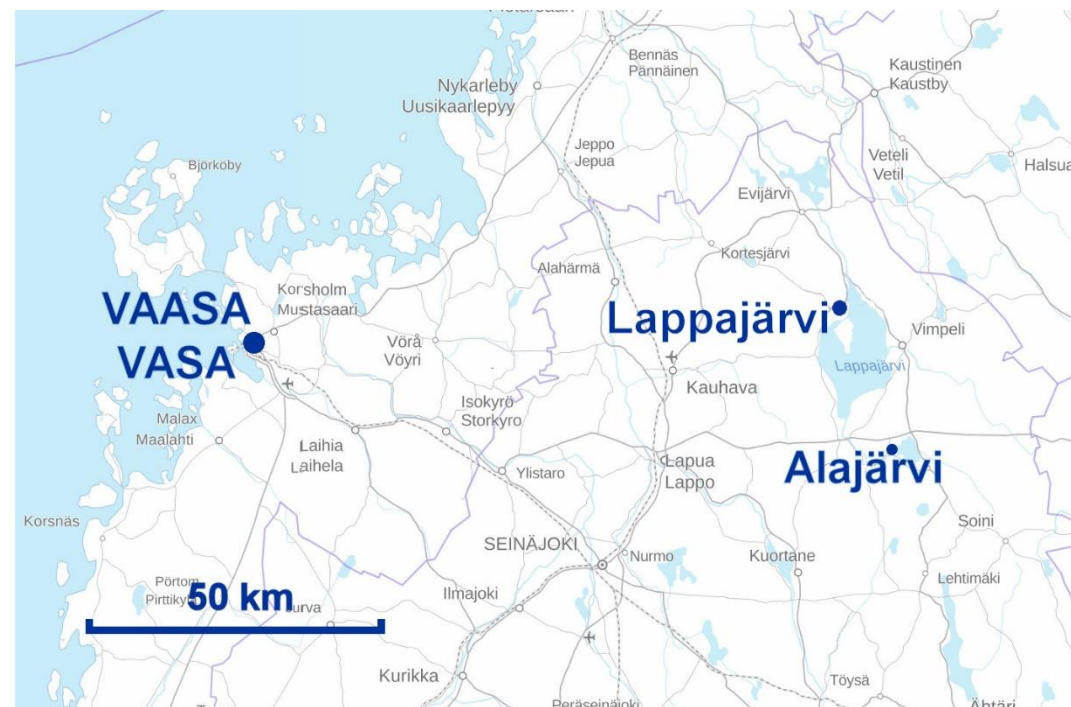 Bennäs
Pännäinen
Kaustinen
Kaustby
Nykarleby
Uusikaarlepyy
Jeppo
Jepua
Veteli
Vetil
Halsua
Björköby
Evijärvi
Kortesjärvi
Alahärmä
Korsholm
Mustasaari
VAASA
VASA
Lappajärvi
Vimpeli
Vörå
Vöyri
Lappajärvi
Kauhava
Isokyrö
Storkyro
Malax
Maalahti
Laihia
Laihela
Ylistaro
Lapua
Lappo
Alajärvi
Korsnäs
SEINÄJOKI
Nurmo
Kuortane
Soini
Lehtimäki
Pörtom
50 km
Ilmajoki
Kurikka
Töysä
Peräseinäjoki
Ähtäri